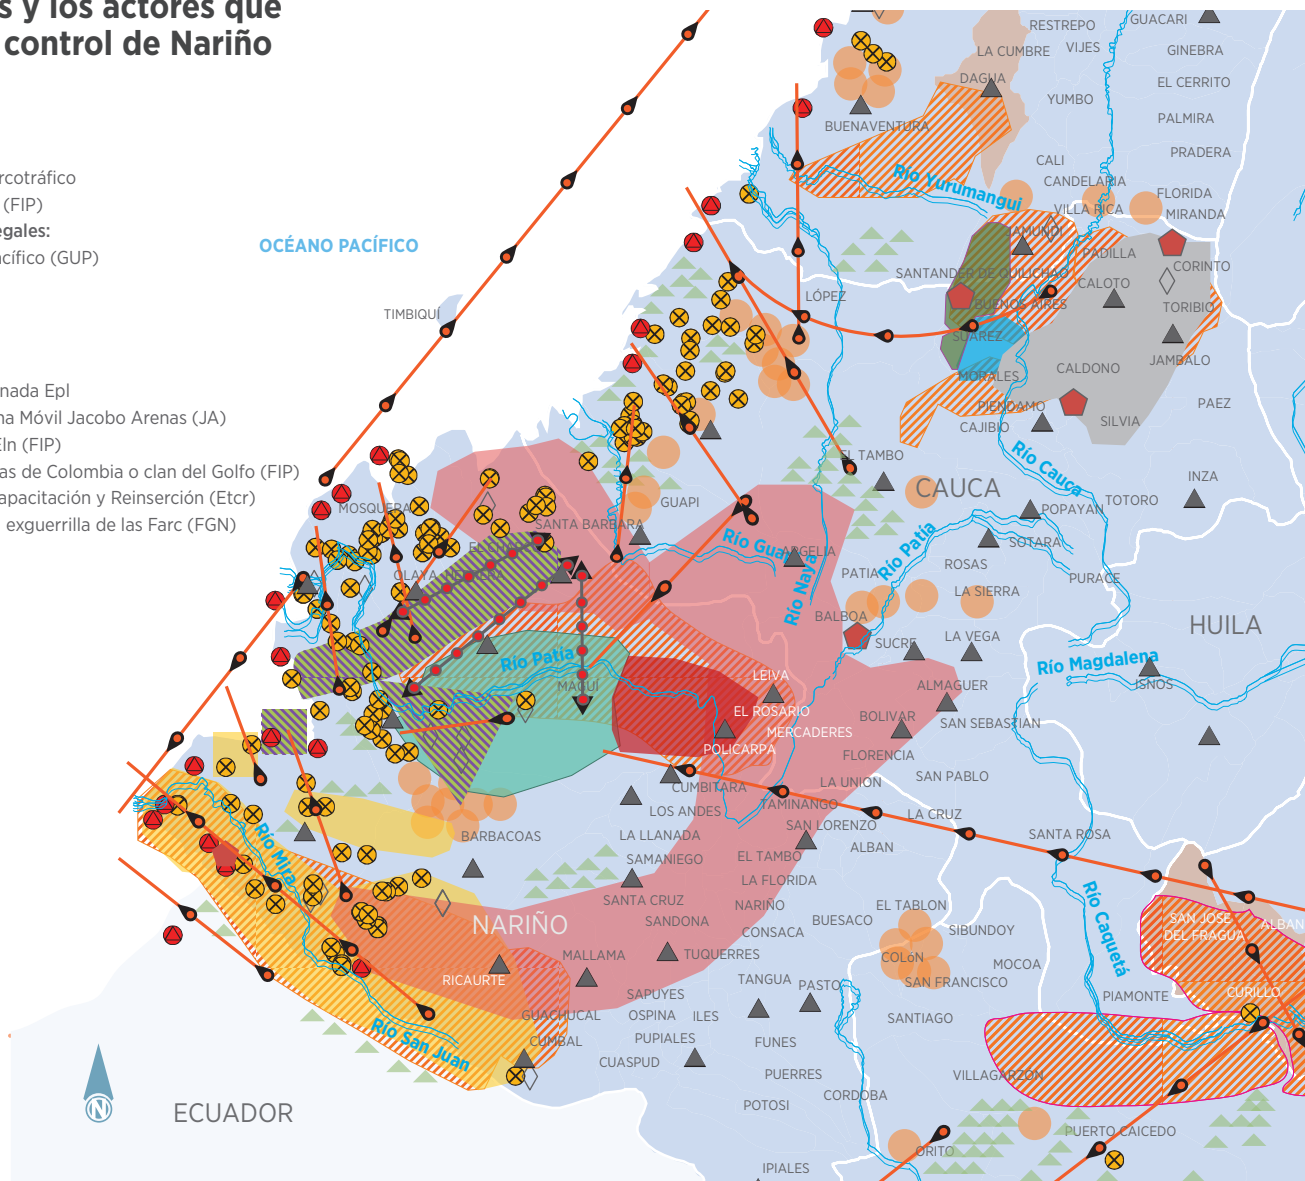 s y los actores que
control de Nariño
rcotráfico
(FIP)
egales:
acífico (GUP)
nada Epl
na Móvil Jacobo Arenas (JA)
Eln (FIP)
as de Colombia o clan del Golfo (FIP)
apacitación y Reinserción (Etcr)
exguerrilla de las Farc (FGN)
OCÉANO PACÍFICO
TIMBIQUÍ
RESTREPO
GUACARI
LA CUMBRE
VIJES
GINEBRA
DAGUA
EL CERRITO
YUMBO
BUENAVENTURA
PALMIRA
PRADERA
CALI
Río Yurumangui
CANDELARIA
FLORIDA
VILLA RICA
MIRANDA
JAMUNDI
PADILLA
CORINTO
SANTANDER DE QUILICHAO
CALOTO
LÓPEZ
BUENOS AIRES
TORIBIO
SUAREZ
JAMBALO
CALDONO
MORALES
PIENDAMO
PAEZ
CAJIBIO
SILVIA
EL TAMBO
Río Cauca
INZA
CAUCA
TOTORO
GUAPI
POPAYAN
MOSQUERA
SANTA BARBARA
Río Guapi
ARGELIA
Río Patía
SOTARA
ROSAS
OLAYA HERRERA
PATIA
PURACE
Río Naya
LA SIERRA
BALBOA
HUILA
SUCRE
LA VEGA
Río Patía
Río Magdalena
LEIVA
ISNOS
MAGUÍ
ALMAGUER
EL ROSARIO
BOLIVAR
SAN SEBASTIAN
MERCADERES
POLICARPA
FLORENCIA
CUMBITARA
LA UNION
SAN PABLO
TAMINANGO
LOS ANDES
LA CRUZ
SAN LORENZO
SANTA ROSA
BARBACOAS
LA LLANADA
ALBAN
Río Mira
SAMANIEGO
EL TAMBO
LA FLORIDA
SANTA CRUZ
NARIÑO
EL TABLON
Río Caquetá
NARIÑO
SANDONA
BUESACO
SAN JOSE
DEL FRAGUA
ALBAN
CONSACA
SIBUNDOY
MALLAMA
TUQUERRES
COLóN
MOCOA
RICAURTE
TANGUA
PASTO
SAN FRANCISCO
SAPUYES
PIAMONTE
CURILLO
GUACHUCAL
OSPINA
ILES
SANTIAGO
Río San Juan
CUMBAL
PUPIALES
FUNES
CUASPUD
PUERRES
VILLAGARZON
CORDOBA
POTOSI
ECUADOR
N
PUERTO CAICEDO
ORITO
IPIALES